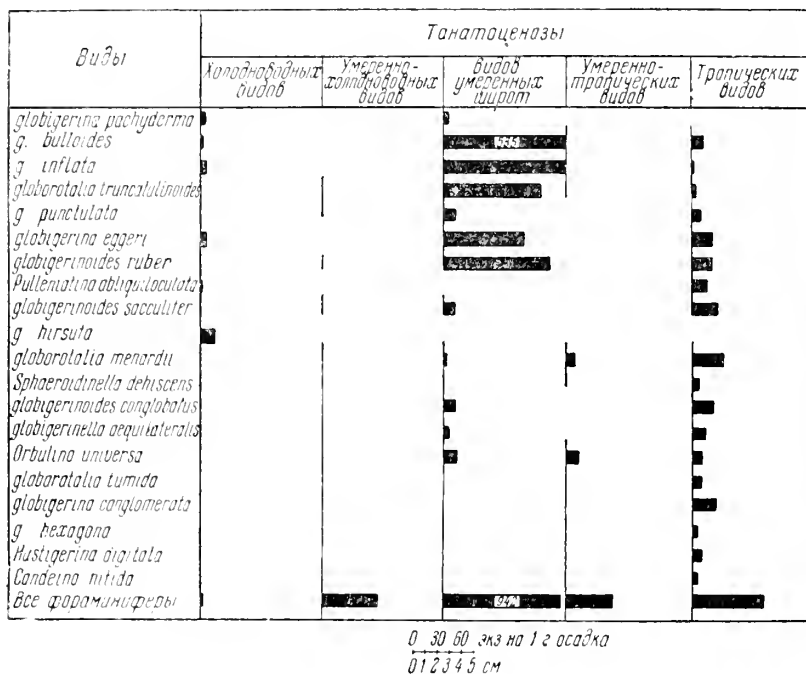 Виды
Танатоценозы
Холодноводных видов
Умеренно-холодноводных видов
Видов умеренных широт
Умеренно-тропических видов
Тропических видов
globigerina pachyderma
g. bulloides
g inflata
globorotalia truncatulinoides
g punctulata
globigerina eggeri
globigerinoides ruber
Pulleniatina obliquiloculata
globigerinoides sacculifer
g hirsuta
globorotalia menardii
Sphaeroidinella dehiscens
globigerinoides conglobatus
globigerinella aequilateralis
Orbulina universa
globorotalia tumida
globigerina conglomerata
g hexagona
Hastigerina digitata
Candeina nitida
Все фораминиферы
0 30 60 экз на 1 г осадка
0 1 2 3 4 5 см